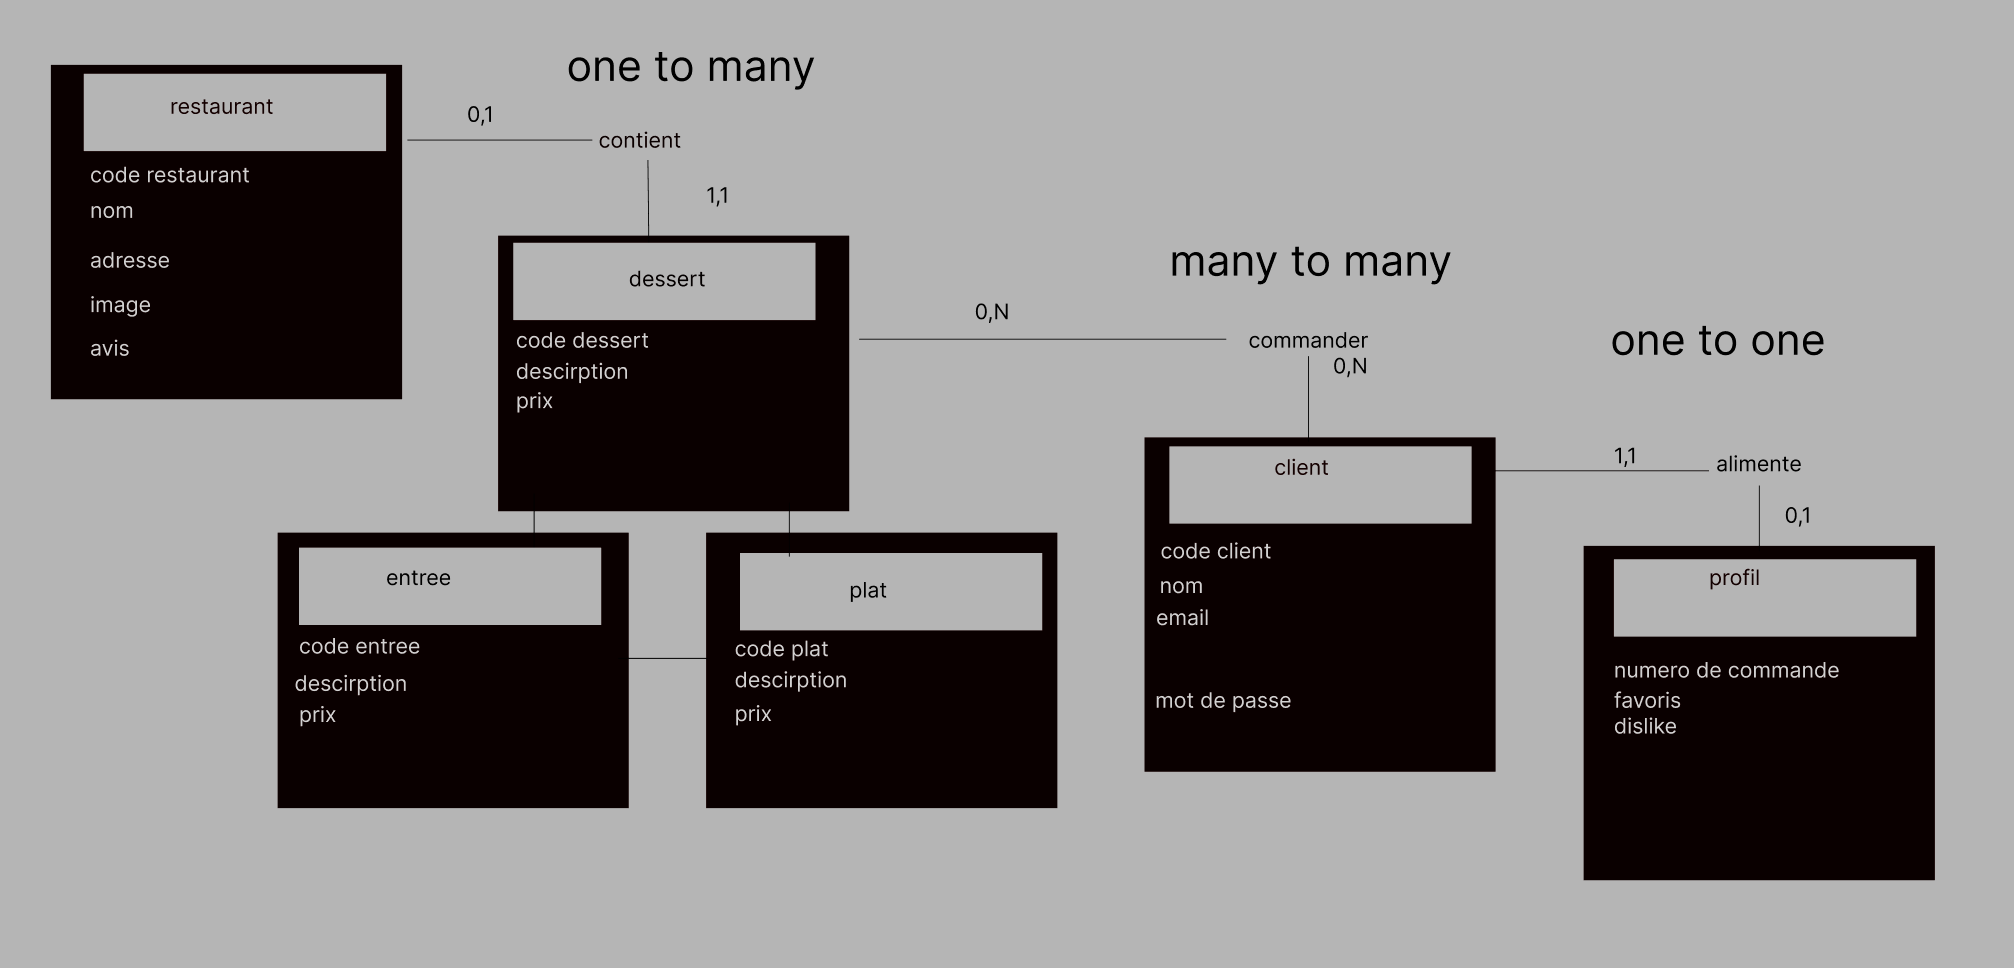 one to many
restaurant
code restaurant
nom
adresse
image
avis
0,1
contient
1,1
dessert
code dessert
descirption
prix
entree
code entree
descirption
prix
plat
code plat
descirption
prix
many to many
0,N
commander
0,N
client
code client
nom
email
mot de passe
one to one
1,1
alimente
0,1
profil
numero de commande
favoris
dislike